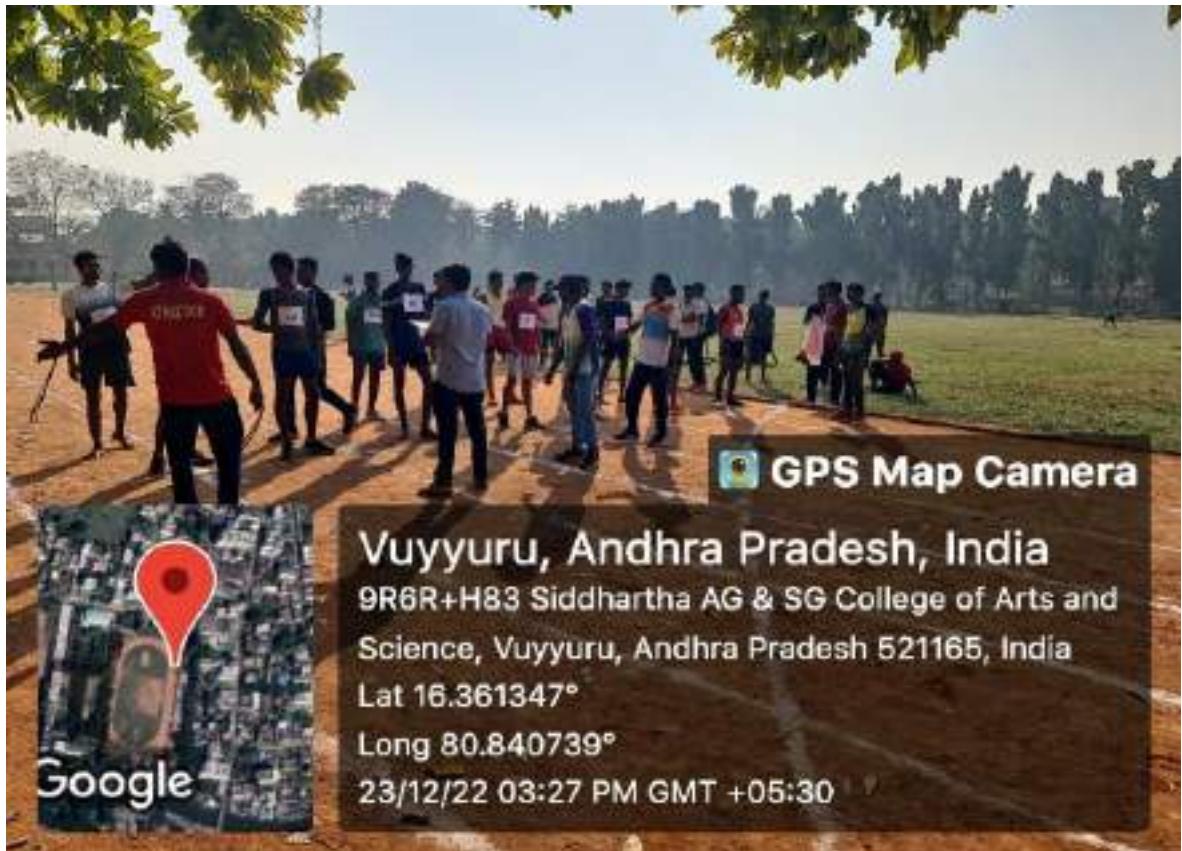 GPS Map Camera
Vuyyuru, Andhra Pradesh, India
9R6R+H83 Siddhartha AG & SG College of Arts and
Science, Vuyyuru, Andhra Pradesh 521165, India
Lat 16.361347°
Long 80.840739°
23/12/22 03:27 PM GMT +05:30
Google